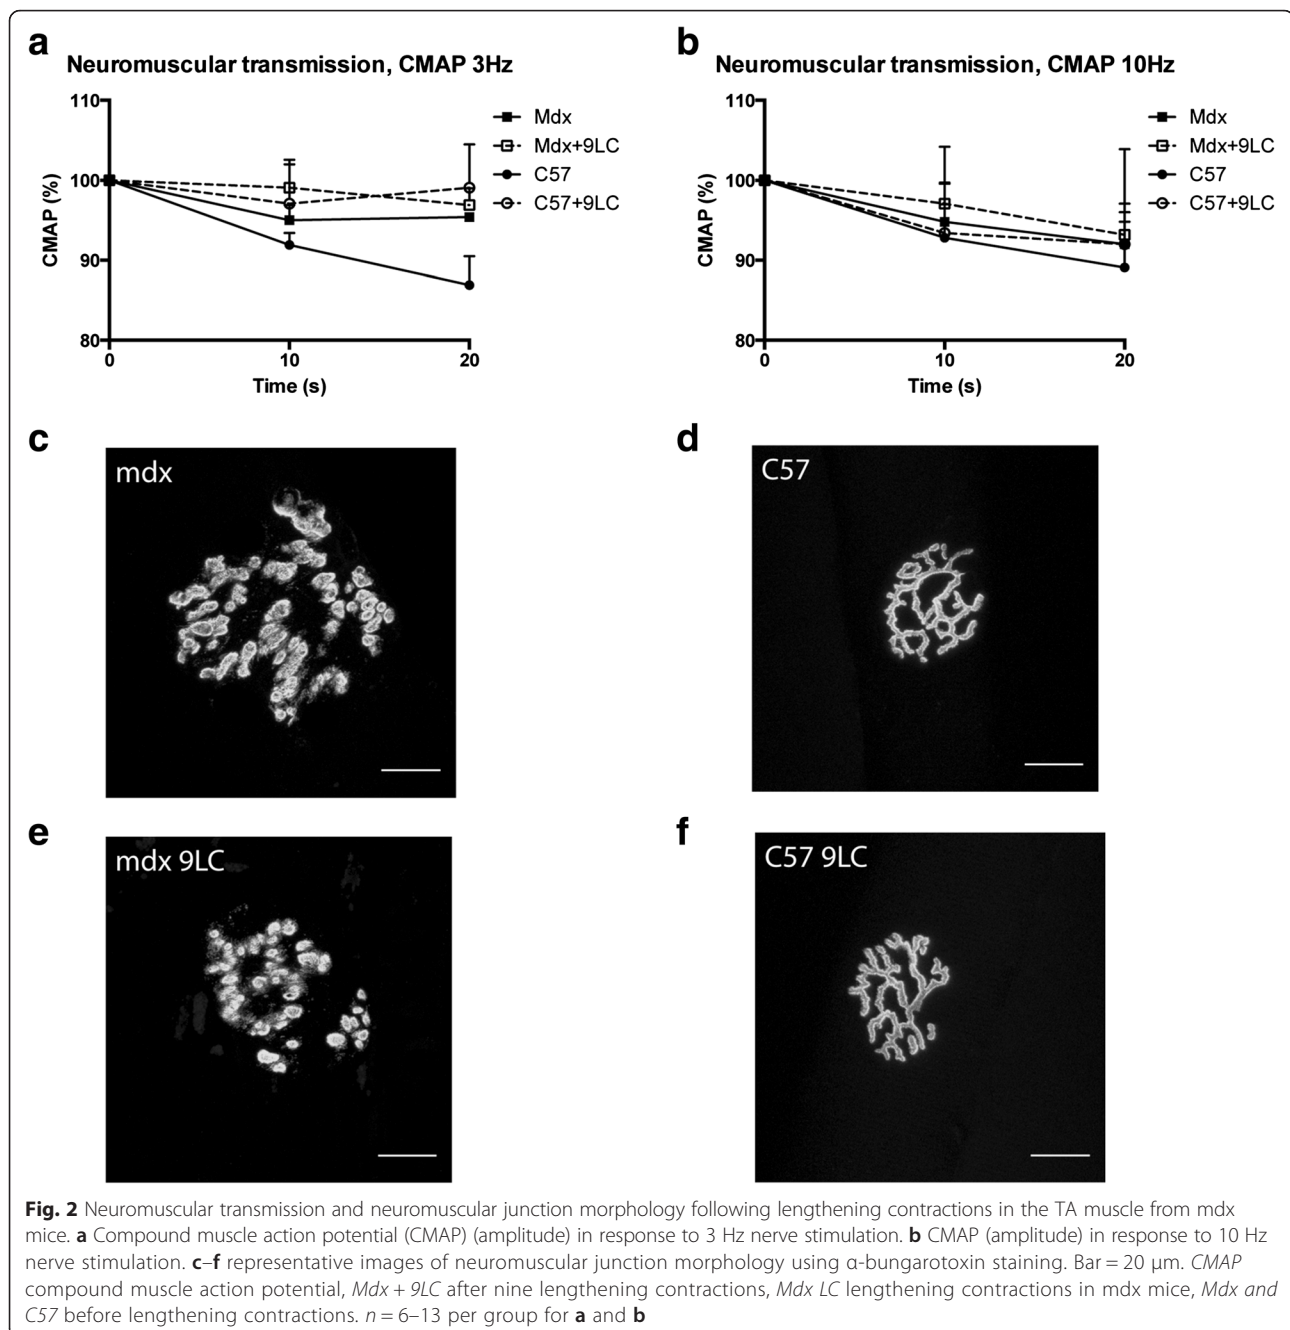 a
Neuromuscular transmission, CMAP 3Hz
110
100
90
80
CMAP (%)
0 10 20
Time (s)
Mdx
Mdx+9LC
C57
C57+9LC
b
Neuromuscular transmission, CMAP 10Hz
110
100
90
80
CMAP (%)
0 10 20
Time (s)
Mdx
Mdx+9LC
C57
C57+9LC
c
mdx
d
C57
e
mdx 9LC
f
C57 9LC
Fig. 2 Neuromuscular transmission and neuromuscular junction morphology following lengthening contractions in the TA muscle from mdx
mice. a Compound muscle action potential (CMAP) (amplitude) in response to 3 Hz nerve stimulation. b CMAP (amplitude) in response to 10 Hz
nerve stimulation. c–f representative images of neuromuscular junction morphology using α-bungarotoxin staining. Bar = 20 μm. CMAP
compound muscle action potential, Mdx + 9LC after nine lengthening contractions, Mdx LC lengthening contractions in mdx mice, Mdx and
C57 before lengthening contractions. n = 6–13 per group for a and b